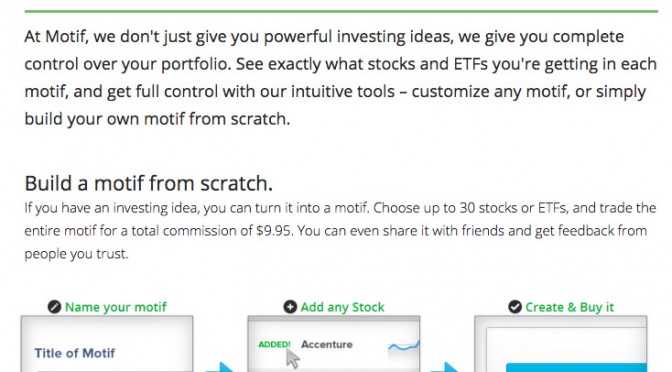 At Motif, we don't just give you powerful investing ideas, we give you complete
control over your portfolio. See exactly what stocks and ETFs you're getting in each
motif, and get full control with our intuitive tools – customize any motif, or simply
build your own motif from scratch.
Build a motif from scratch.
If you have an investing idea, you can turn it into a motif. Choose up to 30 stocks or ETFs, and trade the
entire motif for a total commission of $9.95. You can even share it with friends and get feedback from
people you trust.
Name your motif
Add any Stock
Create & Buy it
Title of Motif
ADDED! Accenture